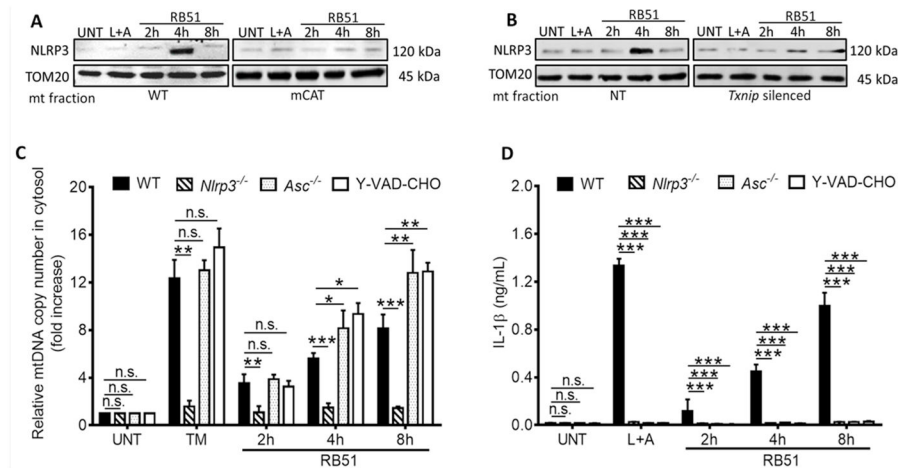 A
RB51
UNT L+A 2h 4h 8h UNT L+A 2h 4h 8h
NLRP3 120 kDa
TOM20 45 kDa
mt fraction WT mCAT
B
RB51
UNT L+A 2h 4h 8h UNT L+A 2h 4h 8h
NLRP3 120 kDa
TOM20 45 kDa
mt fraction NT Txnip silenced
C
WT Nlrp3-/- Asc-/- Y-VAD-CHO
Relative mtDNA copy number in cytosol
(fold increase)
16
12
8
4
0
n.s.
n.s.
n.s.
n.s.
n.s.
**
n.s.
n.s.
**
*
*
***
**
**
***
UNT TM 2h 4h 8h
RB51
D
WT Nlrp3-/- Asc-/- Y-VAD-CHO
IL-1β (ng/mL)
2.0
1.6
1.2
0.8
0.4
0.0
n.s.
n.s.
n.s.
***
***
***
***
***
***
***
***
***
***
***
***
UNT L+A 2h 4h 8h
RB51